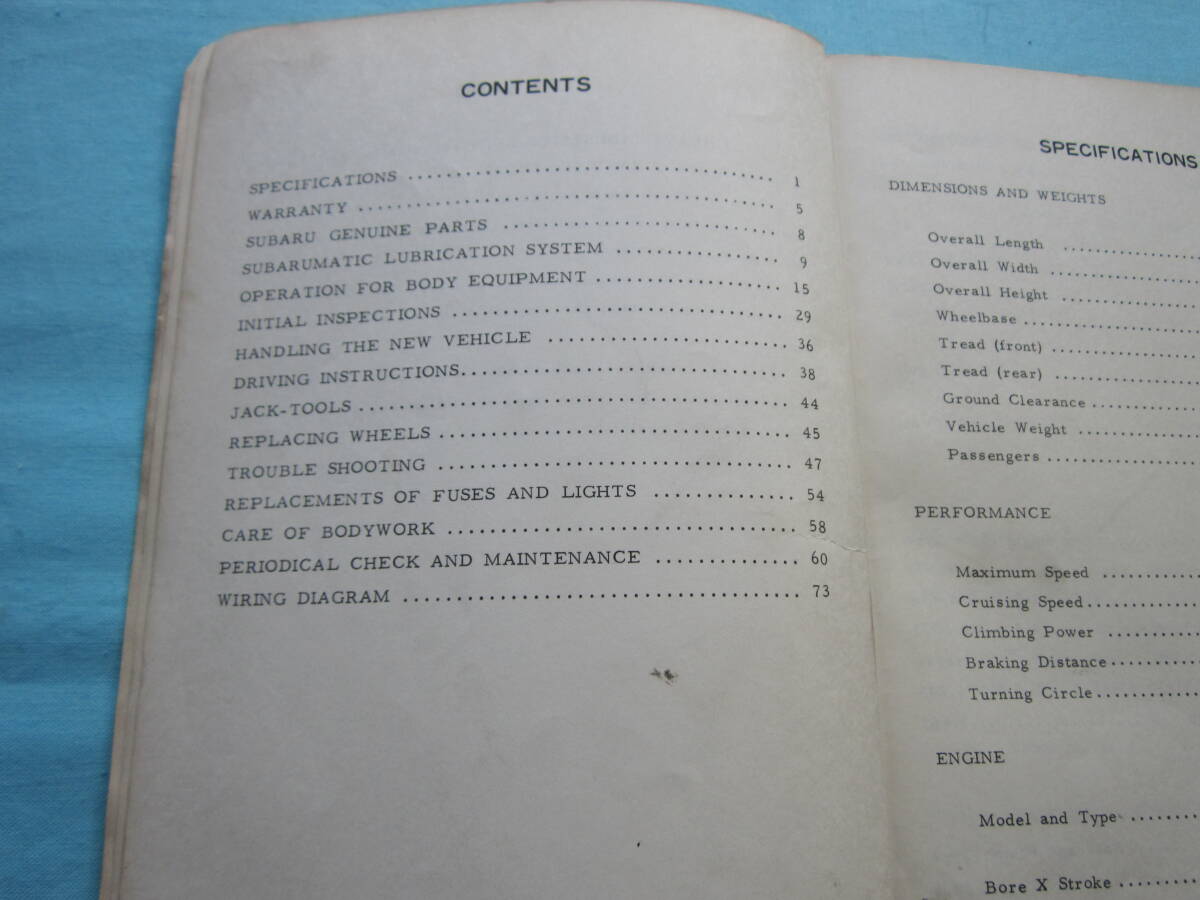 CONTENTS
SPECIFICATIONS ........................................ 1
WARRANTY ............................................. 5
SUBARU GENUINE PARTS ............................ 8
SUBARUMATIC LUBRICATION SYSTEM ................. 9
OPERATION FOR BODY EQUIPMENT .................... 15
INITIAL INSPECTIONS .................................... 29
HANDLING THE NEW VEHICLE .......................... 36
DRIVING INSTRUCTIONS.................................. 38
JACK-TOOLS ............................................. 44
REPLACING WHEELS ..................................... 45
TROUBLE SHOOTING ..................................... 47
REPLACEMENTS OF FUSES AND LIGHTS .............. 54
CARE OF BODYWORK .................................... 58
PERIODICAL CHECK AND MAINTENANCE .............. 60
WIRING DIAGRAM ........................................ 73
SPECIFICATIONS
DIMENSIONS AND WEIGHTS
Overall Length ..............
Overall Width ...............
Overall Height ..............
Wheelbase ..................
Tread (front) ................
Tread (rear) ................
Ground Clearance ............
Vehicle Weight .............
Passengers ................
PERFORMANCE
Maximum Speed ..........
Cruising Speed............
Climbing Power ..........
Braking Distance..........
Turning Circle............
ENGINE
Model and Type ........
Bore X Stroke .........